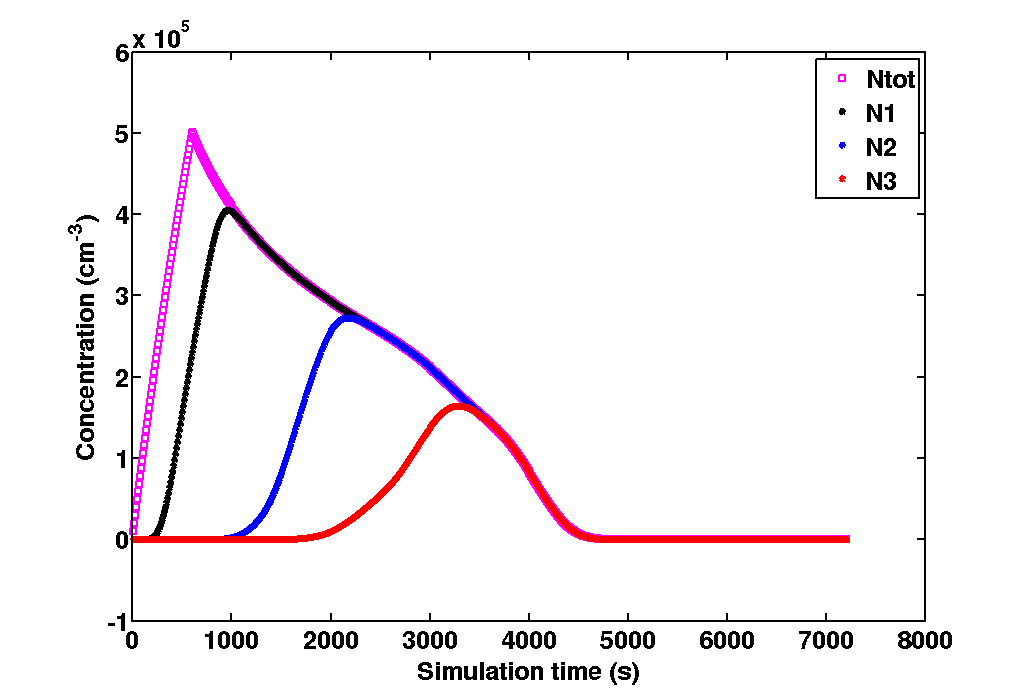 x 10^5
6
5
4
3
2
1
0
-1
0 1000 2000 3000 4000 5000 6000 7000 8000
Simulation time (s)
Concentration (cm^-3)
Ntot
N1
N2
N3